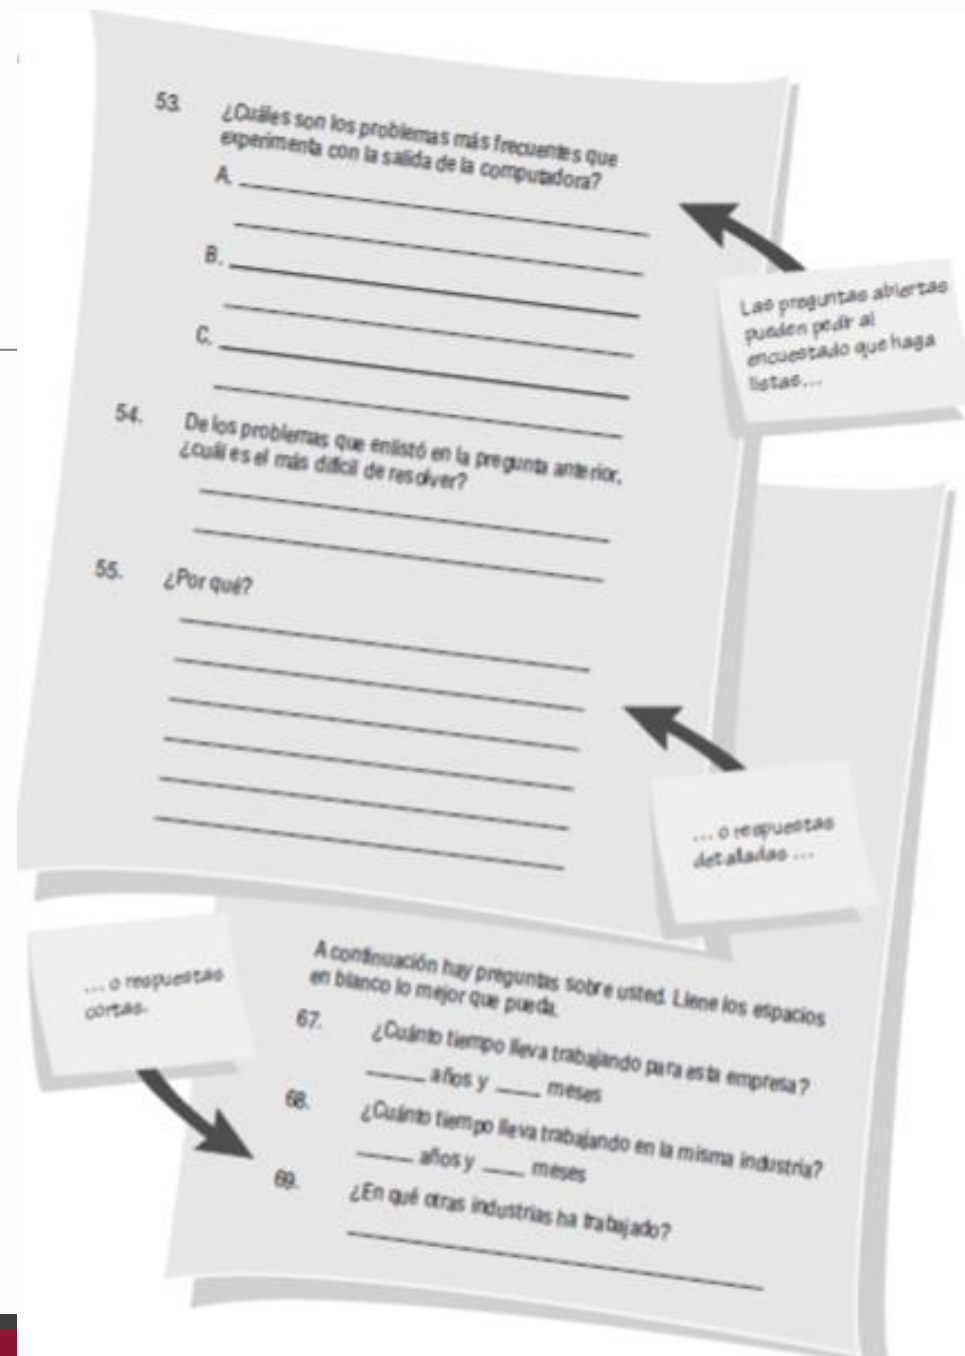 53. ¿Cuáles son los problemas más frecuentes que
experimenta con la salida de la computadora?
A.
B.
C.
Las preguntas abiertas
pueden pedir al
encuestado que haga
listas...
54. De los problemas que enlistó en la pregunta anterior,
¿cuál es el más difícil de resolver?
55. ¿Por qué?
... o respuestas
detalladas ...
... o respuestas
cortas.
A continuación hay preguntas sobre usted. Llene los espacios
en blanco lo mejor que pueda.
67. ¿Cuánto tiempo lleva trabajando para esta empresa?
_____ años y ____ meses
68. ¿Cuánto tiempo lleva trabajando en la misma industria?
_____ años y ____ meses
69. ¿En qué otras industrias ha trabajado?